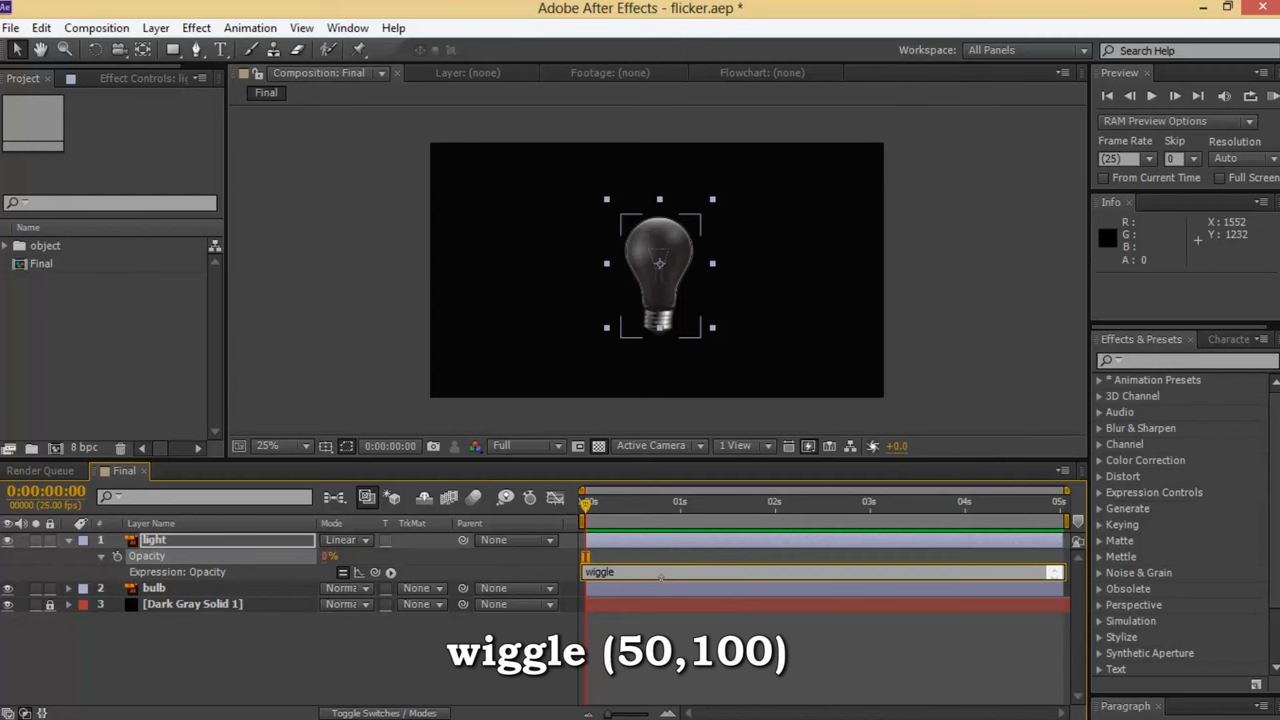 Adobe After Effects - flicker.aep *
File Edit Composition Layer Effect Animation View Window Help
Workspace: All Panels Search Help
Project Effect Controls: li
Composition: Final Layer: (none) Footage: (none) Flowchart: (none)
Final
Name
object
Final
8 bpc
25% 0:00:00:00 Full Active Camera 1 View +0.0
Preview
RAM Preview Options
Frame Rate Skip Resolution
(25) 0 Auto
From Current Time Full Screen
Info
R: X: 1552
G: Y: 1232
B:
A: 0
Effects & Presets Characte
* Animation Presets
3D Channel
Audio
Blur & Sharpen
Channel
Color Correction
Distort
Expression Controls
Generate
Keying
Matte
Mettle
Noise & Grain
Obsolete
Perspective
Simulation
Stylize
Synthetic Aperture
Text
Paragraph
Render Queue Final
0:00:00:00
00000 (25.00 fps)
00s 01s 02s 03s 04s 05s
# Layer Name Mode T TrkMat Parent
1 light Linear None
Opacity 0%
Expression: Opacity wiggle
2 bulb Norma None None
3 [Dark Gray Solid 1] Norma None None
wiggle (50,100)
Toggle Switches / Modes